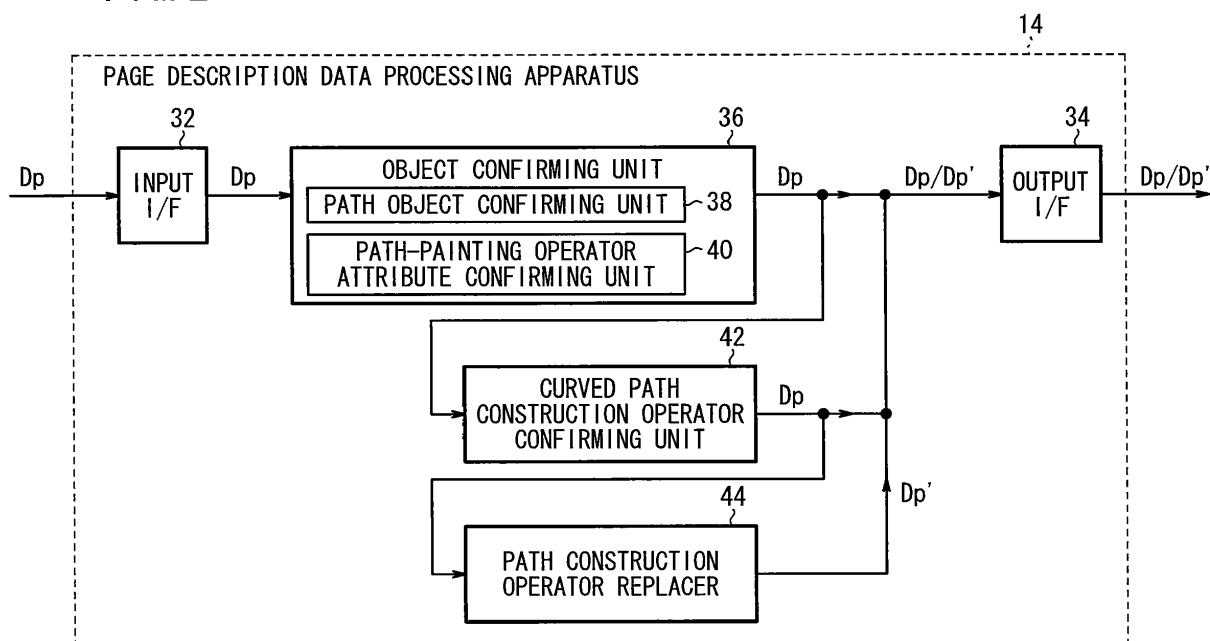 14
PAGE DESCRIPTION DATA PROCESSING APPARATUS
32
36
34
Dp
INPUT
I/F
Dp
OBJECT CONFIRMING UNIT
PATH OBJECT CONFIRMING UNIT
38
PATH-PAINTING OPERATOR
ATTRIBUTE CONFIRMING UNIT
40
Dp
Dp/Dp'
OUTPUT
I/F
Dp/Dp'
42
CURVED PATH
CONSTRUCTION OPERATOR
CONFIRMING UNIT
Dp
44
PATH CONSTRUCTION
OPERATOR REPLACER
Dp'